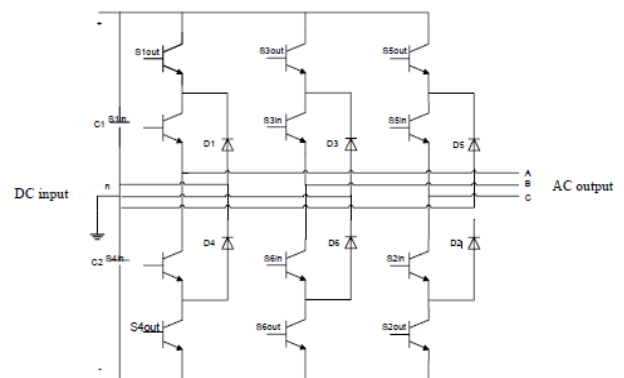 +
S1out
S3out
S5out
C1 S1in
S3in
S5in
D1
D3
D5
A
n
B
DC input
C
AC output
D4
D6
D2
C2 S4in
S6in
S2in
S4out
S6out
S2out
-